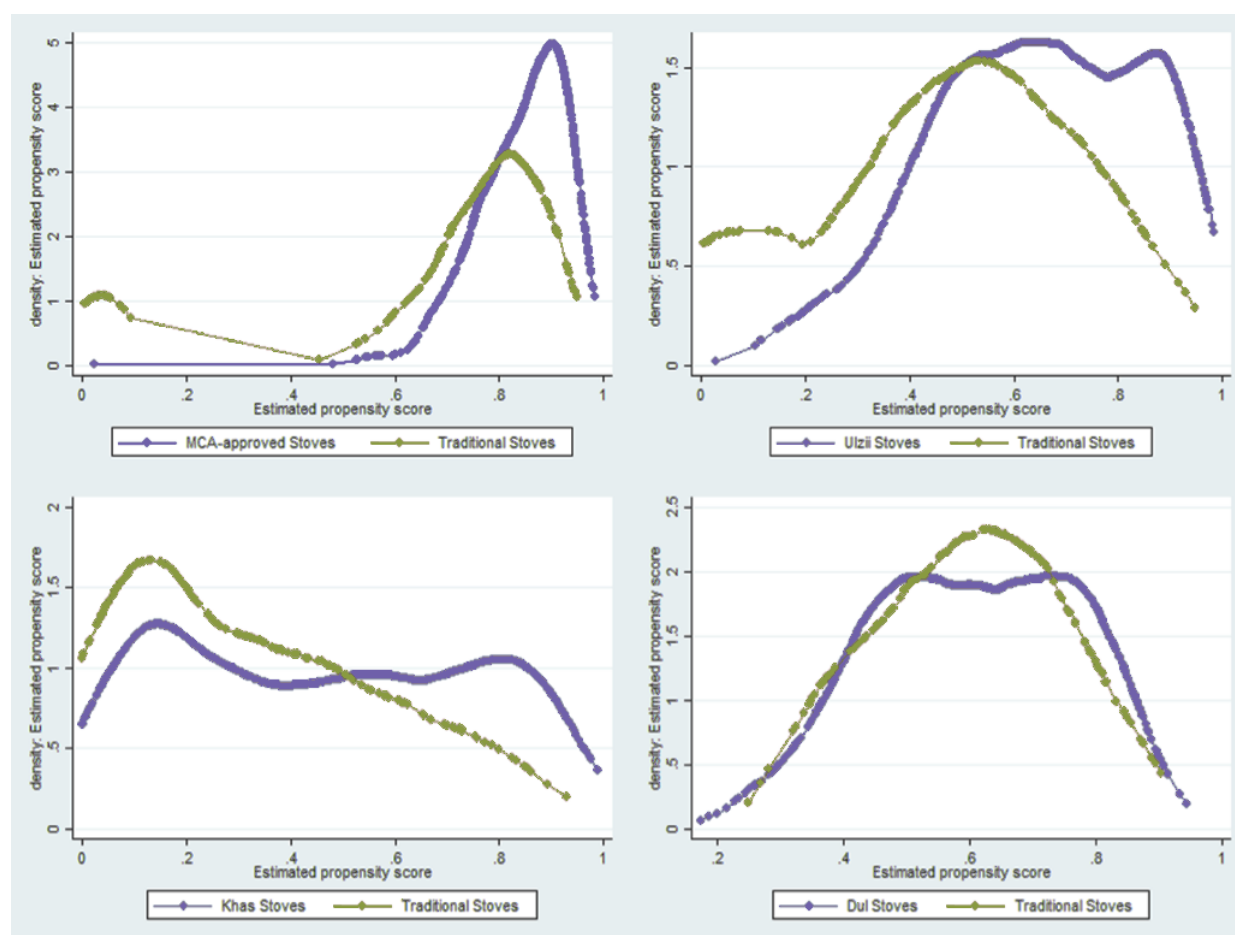 density: Estimated propensity score
5
4
3
2
1
0
0 .2 .4 .6 .8 1
Estimated propensity score
MCA-approved Stoves Traditional Stoves
density: Estimated propensity score
1.5
1
.5
0
0 .2 .4 .6 .8 1
Estimated propensity score
Ulzii Stoves Traditional Stoves
density: Estimated propensity score
2
1.5
1
.5
0
0 .2 .4 .6 .8 1
Estimated propensity score
Khas Stoves Traditional Stoves
density: Estimated propensity score
2.5
2
1.5
1
.5
0
.2 .4 .6 .8 1
Estimated propensity score
Dul Stoves Traditional Stoves